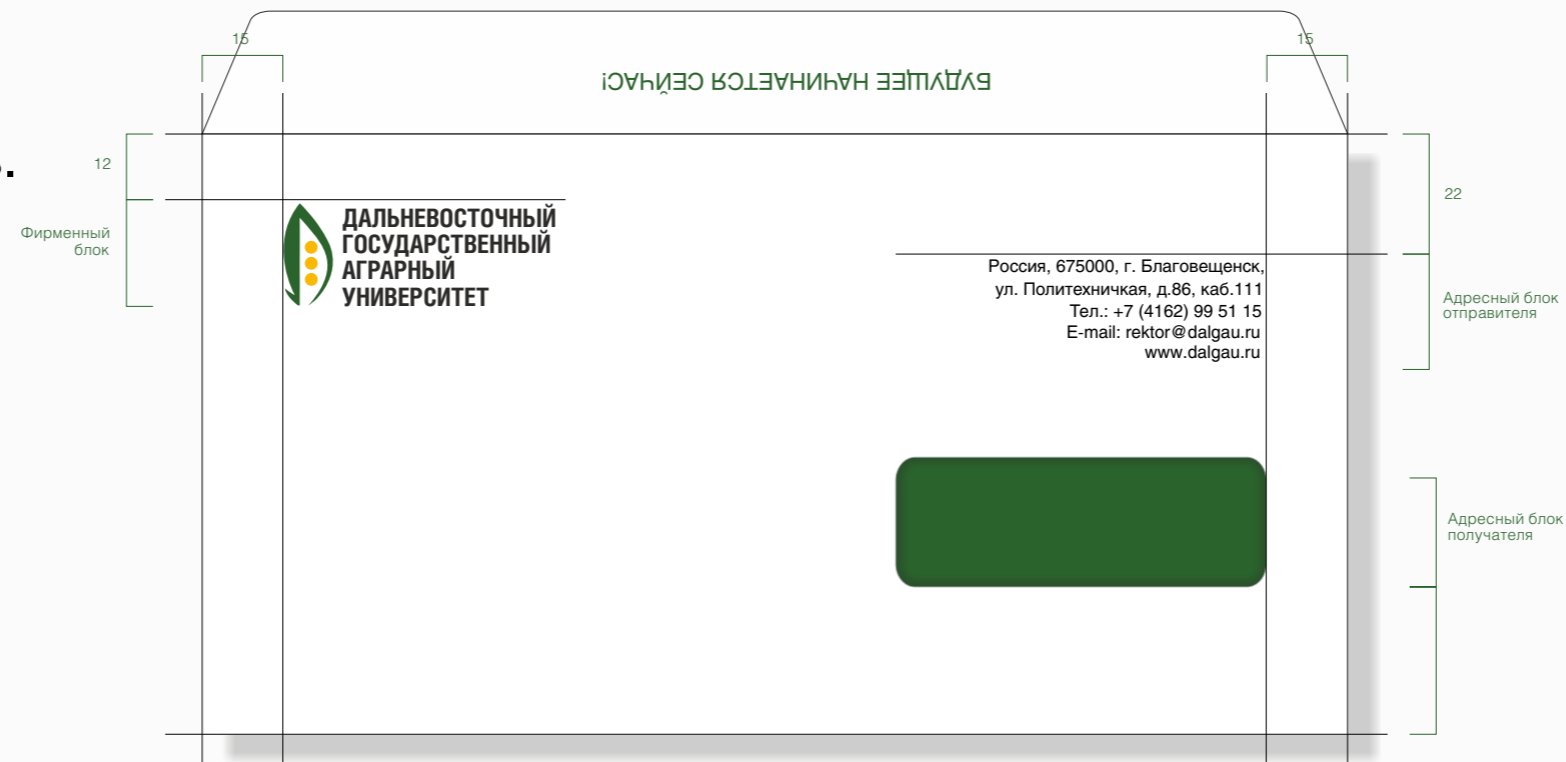 15
15
БУДУЩЕЕ НАЧИНАЕТСЯ СЕЙЧАС!
12
22
Фирменный
блок
ДАЛЬНЕВОСТОЧНЫЙ
ГОСУДАРСТВЕННЫЙ
АГРАРНЫЙ
УНИВЕРСИТЕТ
Россия, 675000, г. Благовещенск,
ул. Политехничкая, д.86, каб.111
Тел.: +7 (4162) 99 51 15
E-mail: rektor@dalgau.ru
www.dalgau.ru
Адресный блок
отправителя
Адресный блок
получателя